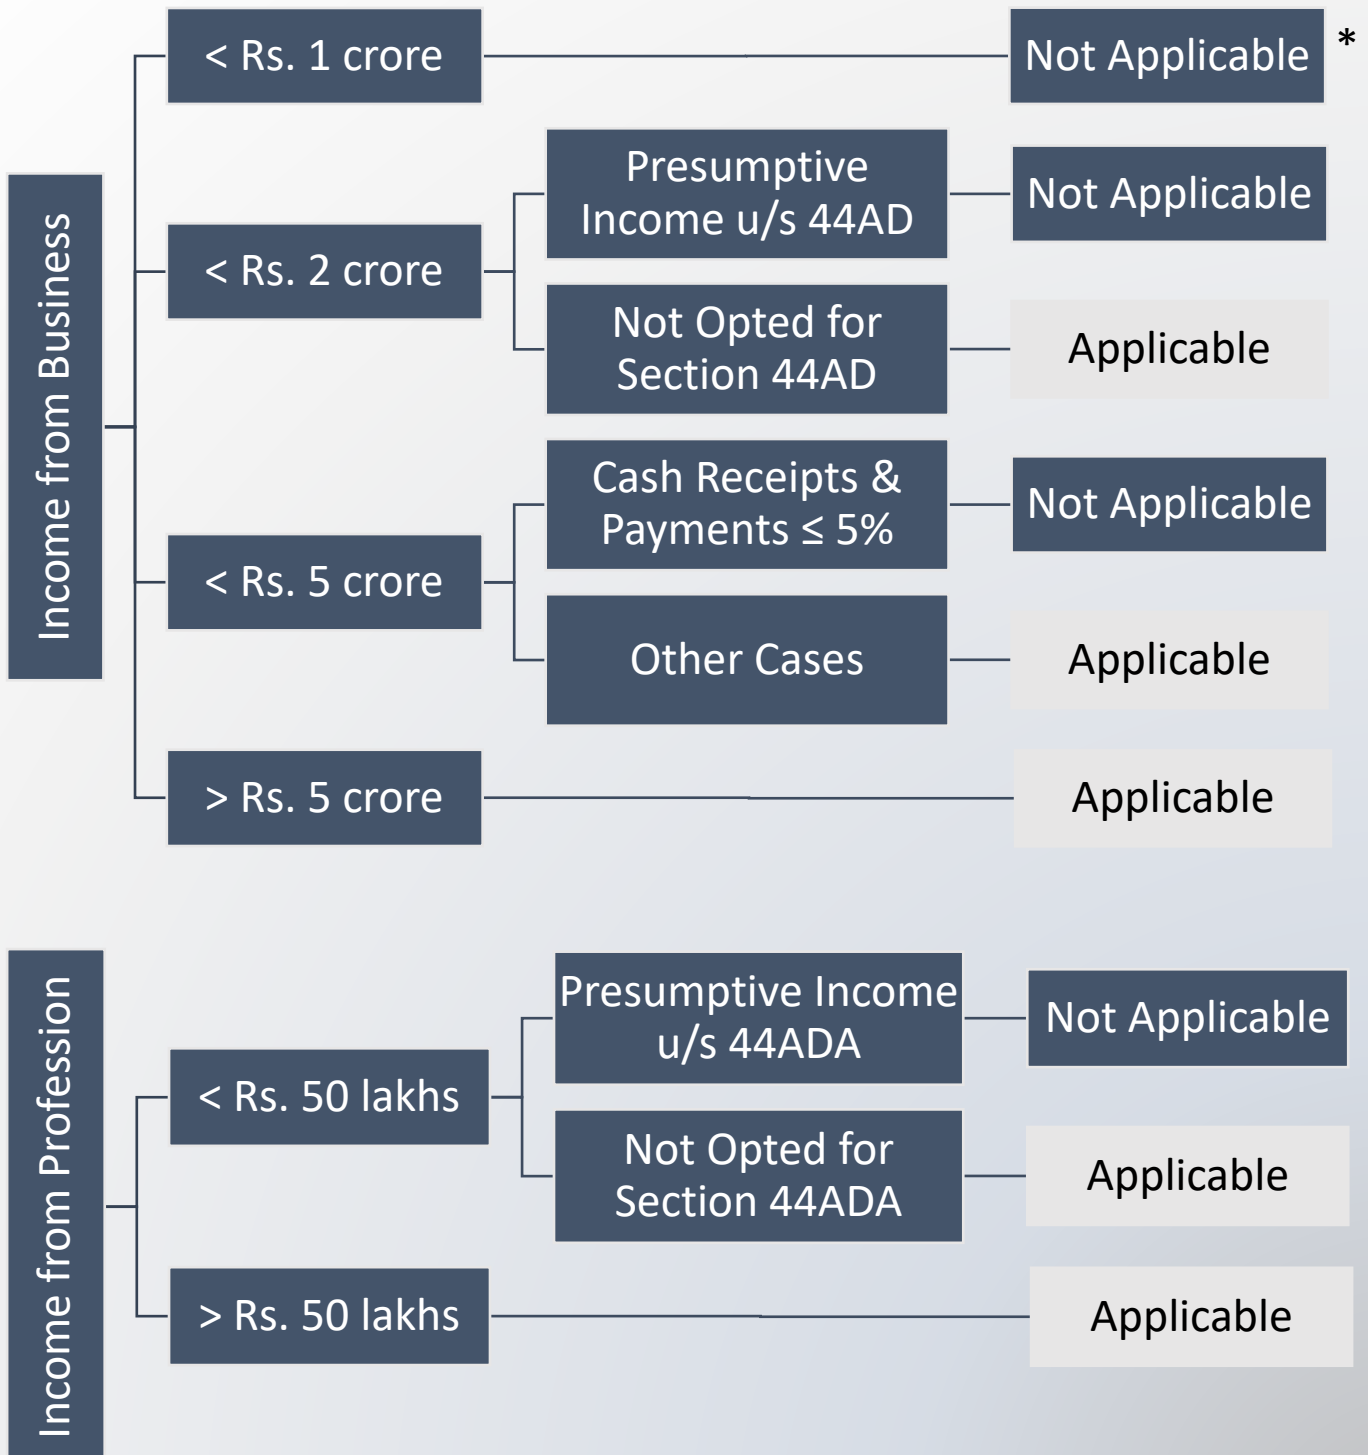 Income from Business
< Rs. 1 crore
Not Applicable *
< Rs. 2 crore
Presumptive
Income u/s 44AD
Not Applicable
Not Opted for
Section 44AD
Applicable
< Rs. 5 crore
Cash Receipts &
Payments ≤ 5%
Not Applicable
Other Cases
Applicable
> Rs. 5 crore
Applicable
Income from Profession
< Rs. 50 lakhs
Presumptive Income
u/s 44ADA
Not Applicable
Not Opted for
Section 44ADA
Applicable
> Rs. 50 lakhs
Applicable